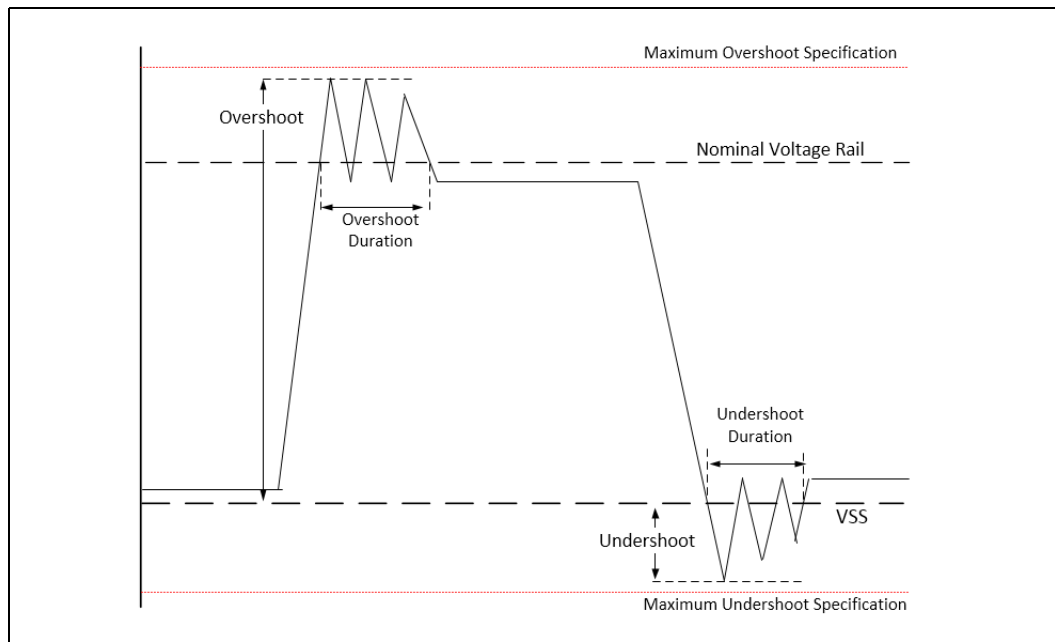 Maximum Overshoot Specification
Overshoot
Nominal Voltage Rail
Overshoot
Duration
Undershoot
Duration
VSS
Undershoot
Maximum Undershoot Specification